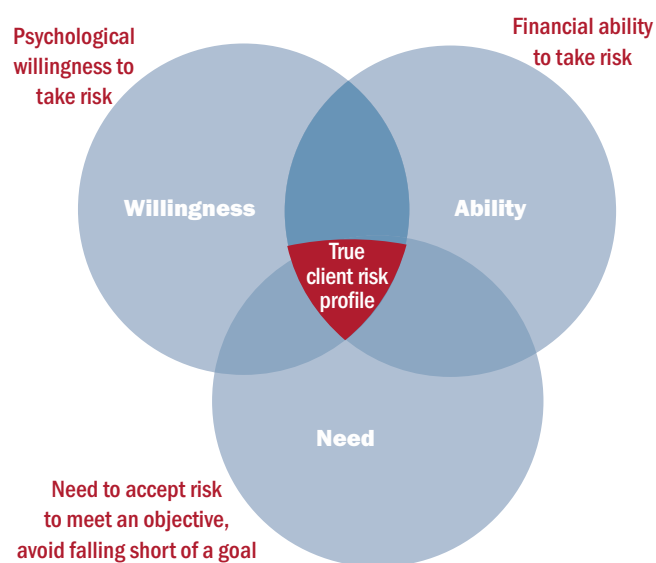 Psychological
willingness to
take risk
Financial ability
to take risk
Willingness
Ability
True
client risk
profile
Need
Need to accept risk
to meet an objective,
avoid falling short of a goal